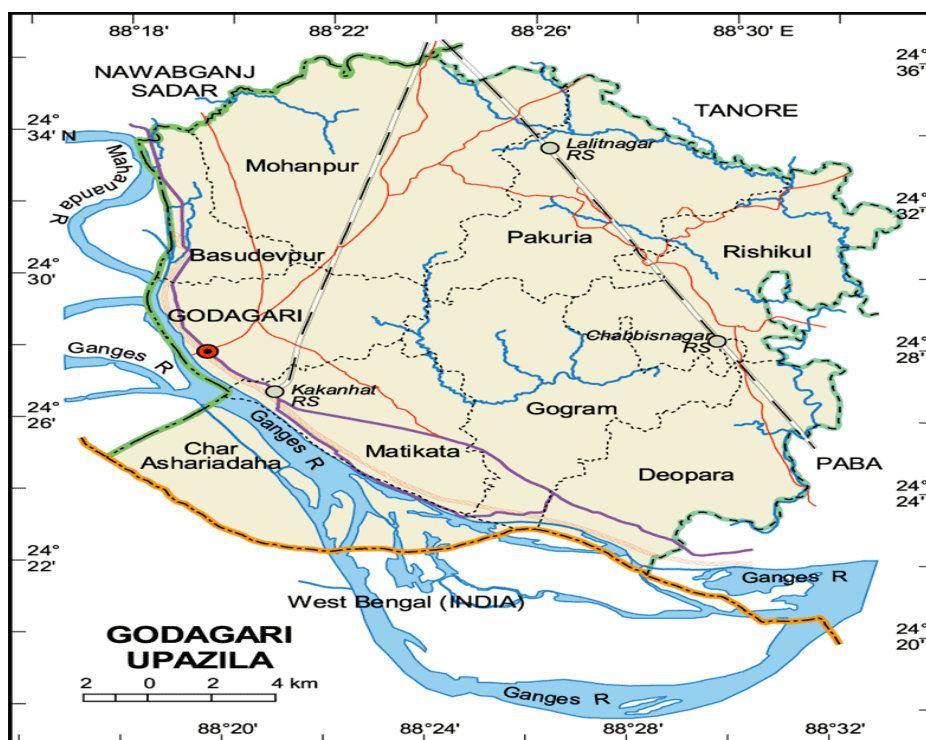 88° 18'
88° 22'
88° 26'
88° 30' E
24°
36'
NAWABGANJ
SADAR
TANORE
24°
34' N
Lalitnagar
RS
Mahananda R
Mohanpur
24°
32'
Pakuria
Rishikul
Basudevpur
24°
30'
GODAGARI
Chabbisnagar
RS
24°
28'
Ganges R
Kakanhat
RS
24°
26'
Gogram
Ganges R
Char
Ashariadaha
Matikata
Deopara
PABA
24°
24'
24°
22'
Ganges R
West Bengal (INDIA)
GODAGARI
UPAZILA
24°
20'
2 0 2 4 km
Ganges R
88° 20'
88° 24'
88° 28'
88° 32'